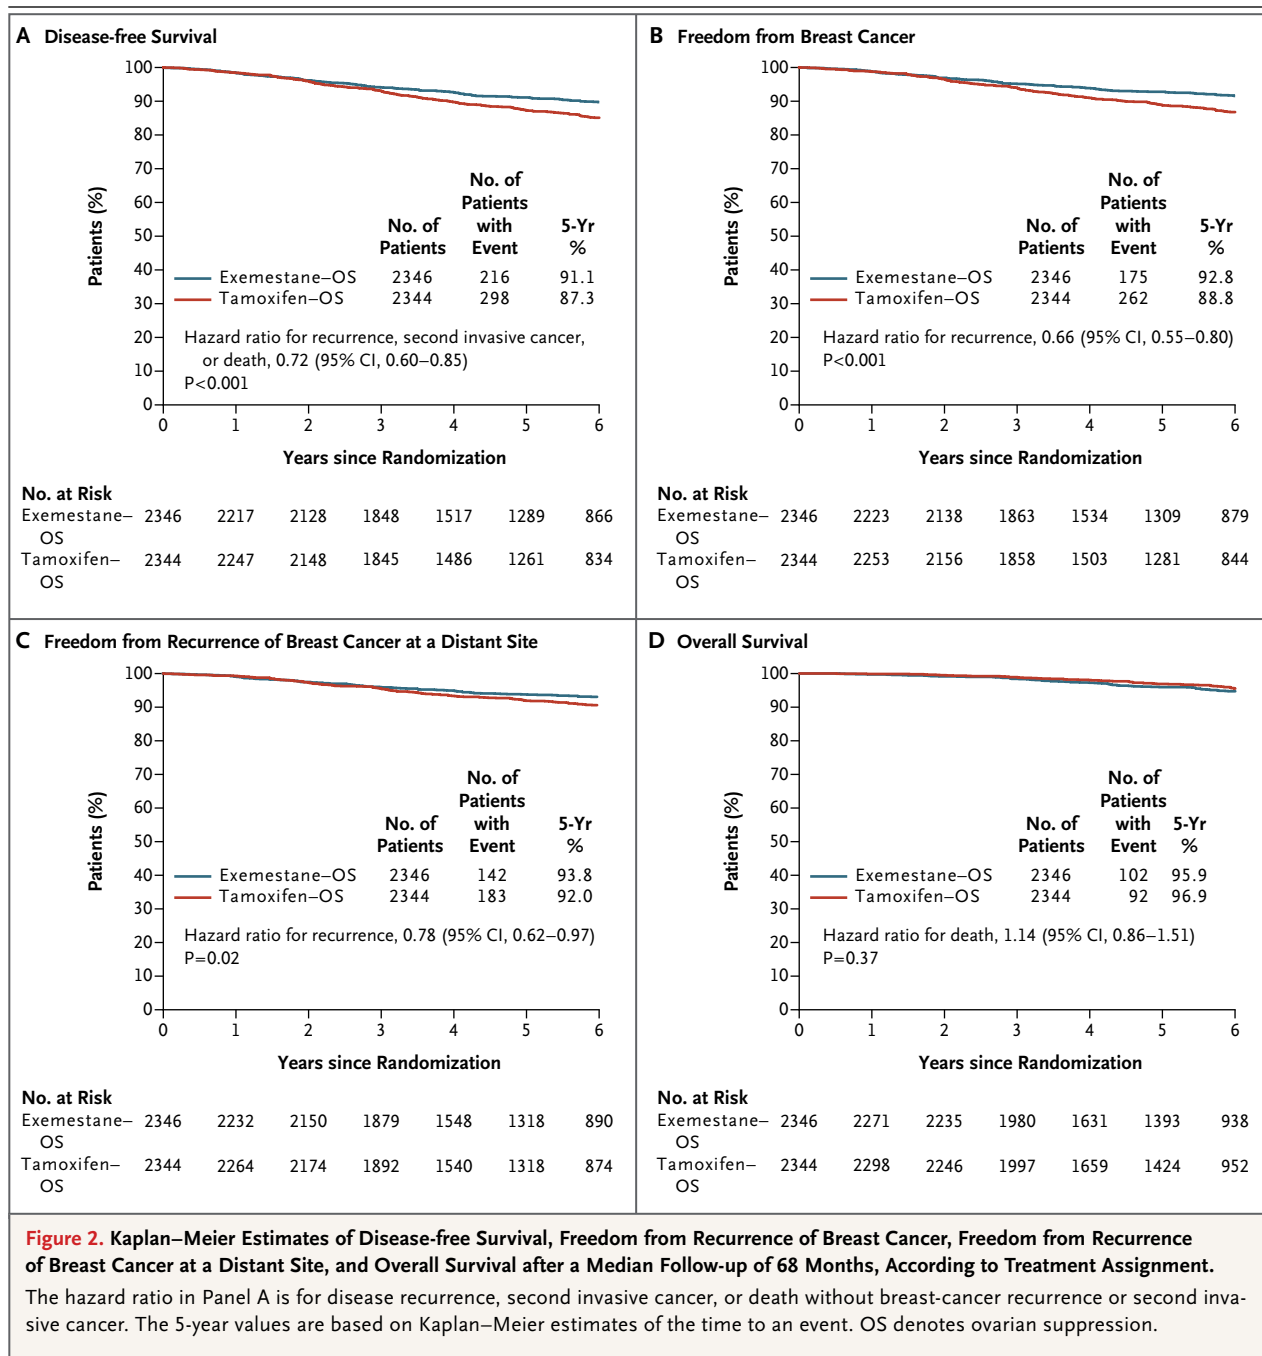 A Disease-free Survival
100
90
80
70
60
50
40
30
20
10
0
Patients (%)
No. of
Patients
No. of
Patients
with
Event
5-Yr
%
Exemestane–OS 2346 216 91.1
Tamoxifen–OS 2344 298 87.3
Hazard ratio for recurrence, second invasive cancer,
or death, 0.72 (95% CI, 0.60–0.85)
P<0.001
0 1 2 3 4 5 6
Years since Randomization
No. at Risk
Exemestane–OS 2346 2217 2128 1848 1517 1289 866
Tamoxifen–OS 2344 2247 2148 1845 1486 1261 834
B Freedom from Breast Cancer
100
90
80
70
60
50
40
30
20
10
0
Patients (%)
No. of
Patients
No. of
Patients
with
Event
5-Yr
%
Exemestane–OS 2346 175 92.8
Tamoxifen–OS 2344 262 88.8
Hazard ratio for recurrence, 0.66 (95% CI, 0.55–0.80)
P<0.001
0 1 2 3 4 5 6
Years since Randomization
No. at Risk
Exemestane–OS 2346 2223 2138 1863 1534 1309 879
Tamoxifen–OS 2344 2253 2156 1858 1503 1281 844
C Freedom from Recurrence of Breast Cancer at a Distant Site
100
90
80
70
60
50
40
30
20
10
0
Patients (%)
No. of
Patients
No. of
Patients
with
Event
5-Yr
%
Exemestane–OS 2346 142 93.8
Tamoxifen–OS 2344 183 92.0
Hazard ratio for recurrence, 0.78 (95% CI, 0.62–0.97)
P=0.02
0 1 2 3 4 5 6
Years since Randomization
No. at Risk
Exemestane–OS 2346 2232 2150 1879 1548 1318 890
Tamoxifen–OS 2344 2264 2174 1892 1540 1318 874
D Overall Survival
100
90
80
70
60
50
40
30
20
10
0
Patients (%)
No. of
Patients
No. of
Patients
with
Event
5-Yr
%
Exemestane–OS 2346 102 95.9
Tamoxifen–OS 2344 92 96.9
Hazard ratio for death, 1.14 (95% CI, 0.86–1.51)
P=0.37
0 1 2 3 4 5 6
Years since Randomization
No. at Risk
Exemestane–OS 2346 2271 2235 1980 1631 1393 938
Tamoxifen–OS 2344 2298 2246 1997 1659 1424 952
Figure 2. Kaplan–Meier Estimates of Disease-free Survival, Freedom from Recurrence of Breast Cancer, Freedom from Recurrence
of Breast Cancer at a Distant Site, and Overall Survival after a Median Follow-up of 68 Months, According to Treatment Assignment.
The hazard ratio in Panel A is for disease recurrence, second invasive cancer, or death without breast-cancer recurrence or second inva-
sive cancer. The 5-year values are based on Kaplan–Meier estimates of the time to an event. OS denotes ovarian suppression.